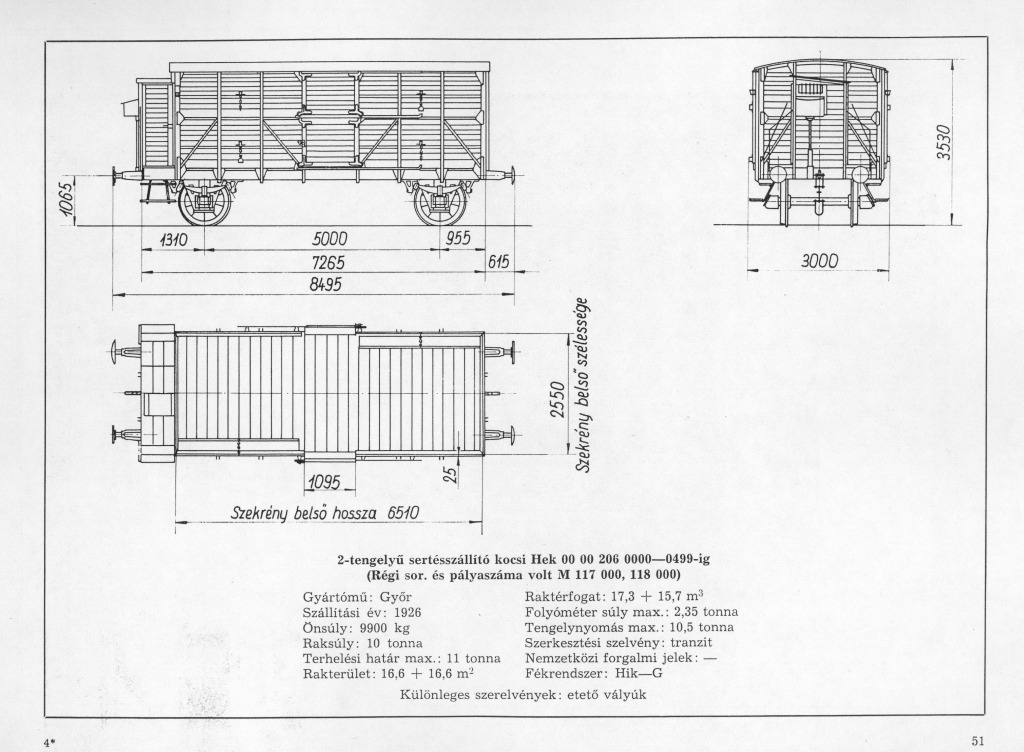 3530
1065
1310
5000
955
7265
615
3000
8495
2550
Szekrény belső szélessége
25
1095
Szekrény belső hossza 6510
2-tengelyű sertésszállító kocsi Hek 00 00 206 0000—0499-ig
(Régi sor. és pályaszáma volt M 117 000, 118 000)
Gyártómű: Győr
Szállítási év: 1926
Önsúly: 9900 kg
Raksúly: 10 tonna
Terhelési határ max.: 11 tonna
Rakterület: 16,6 + 16,6 m²
Raktérfogat: 17,3 + 15,7 m³
Folyóméter súly max.: 2,35 tonna
Tengelynyomás max.: 10,5 tonna
Szerkesztési szelvény: tranzit
Nemzetközi forgalmi jelek: —
Fékrendszer: Hik—G
Különleges szerelvények: etető vályúk
4*
51